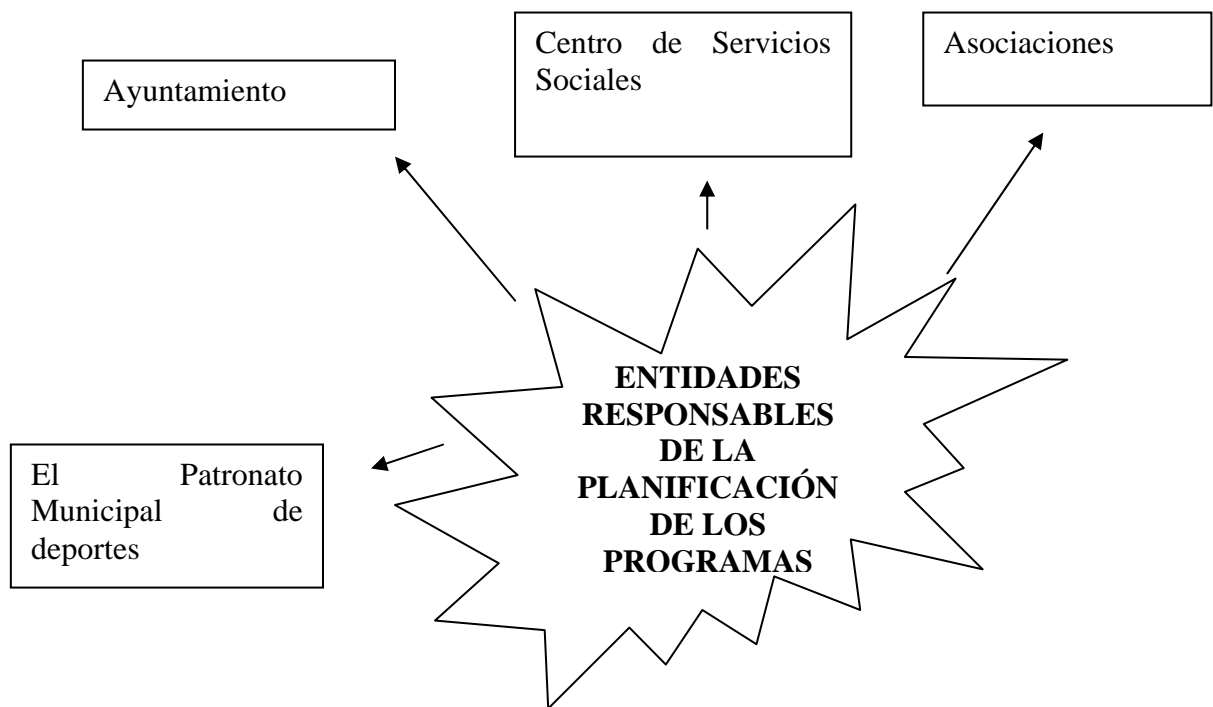 Centro de Servicios
Sociales
Asociaciones
Ayuntamiento
ENTIDADES
RESPONSABLES
DE LA
PLANIFICACIÓN
DE LOS
PROGRAMAS
El Patronato
Municipal de
deportes